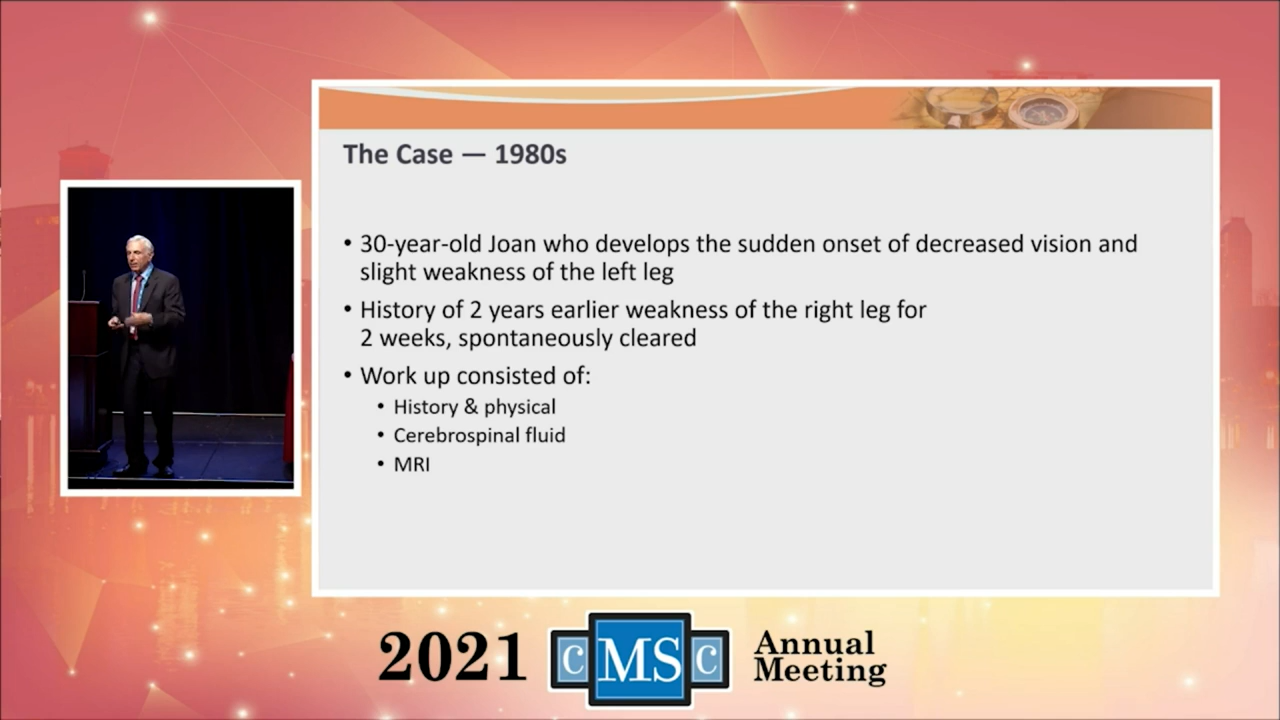 The Case — 1980s
• 30-year-old Joan who develops the sudden onset of decreased vision and
slight weakness of the left leg
• History of 2 years earlier weakness of the right leg for
2 weeks, spontaneously cleared
• Work up consisted of:
• History & physical
• Cerebrospinal fluid
• MRI
2021 CMSC Annual
Meeting